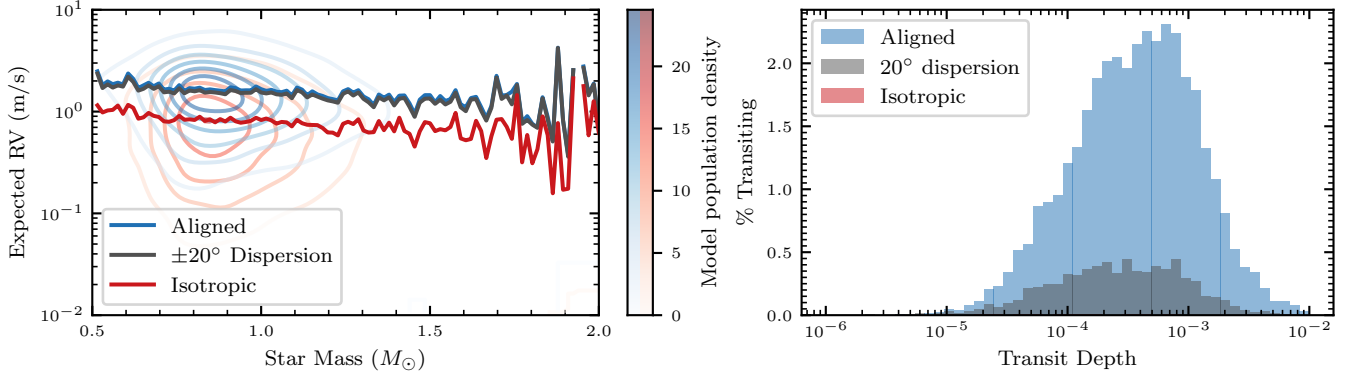 10^1
10^0
10^{-1}
10^{-2}
Expected RV (m/s)
0.5
1.0
1.5
2.0
Star Mass (M_⊙)
Aligned
±20° Dispersion
Isotropic
20
15
10
5
0
Model population density
2.0
1.5
1.0
0.5
0.0
% Transiting
Aligned
20° dispersion
Isotropic
10^{-6}
10^{-5}
10^{-4}
10^{-3}
10^{-2}
Transit Depth